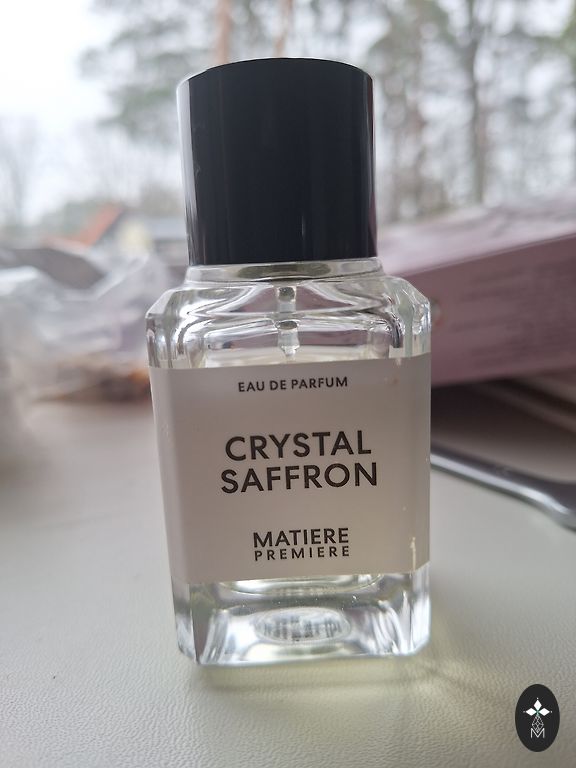 EAU DE PARFUM
CRYSTAL
SAFFRON
MATIERE
PREMIERE
M